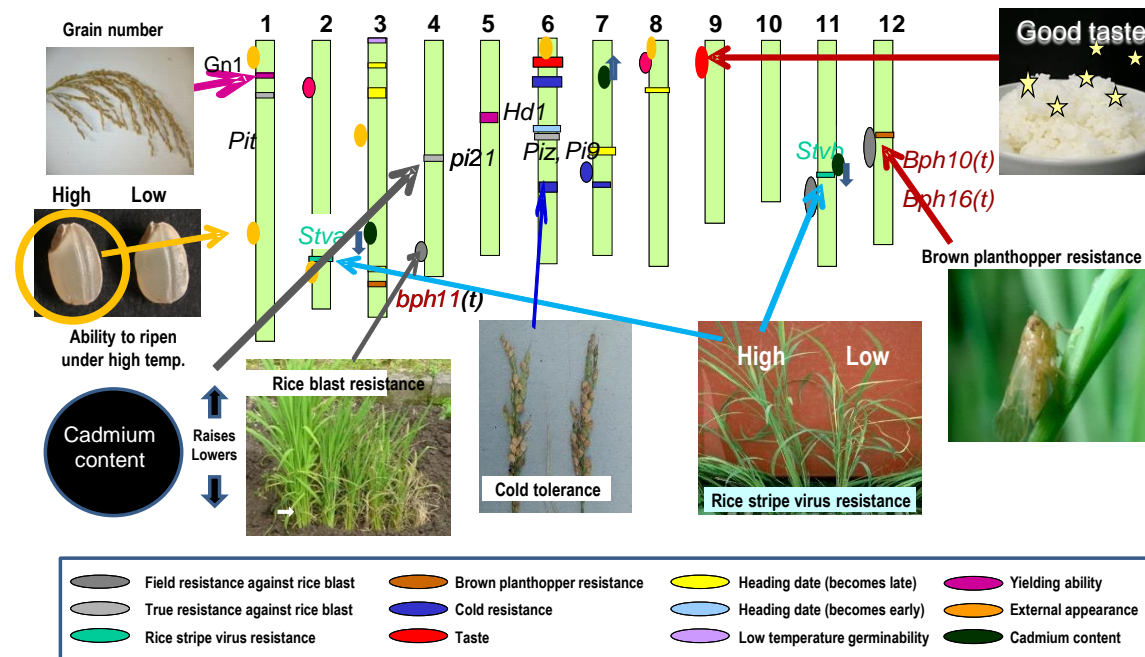 Grain number
1 2 3 4 5 6 7 8 9 10 11 12
Good taste
Gn1
Hd1
Pit
pi21
Piz, Pi9
Stvb
Bph10(t)
Bph16(t)
High Low
Stva
Brown planthopper resistance
bph11(t)
Ability to ripen
under high temp.
Rice blast resistance
High Low
Cadmium
content
Raises
Lowers
Cold tolerance
Rice stripe virus resistance
Field resistance against rice blast
Brown planthopper resistance
Heading date (becomes late)
Yielding ability
True resistance against rice blast
Cold resistance
Heading date (becomes early)
External appearance
Rice stripe virus resistance
Taste
Low temperature germinability
Cadmium content